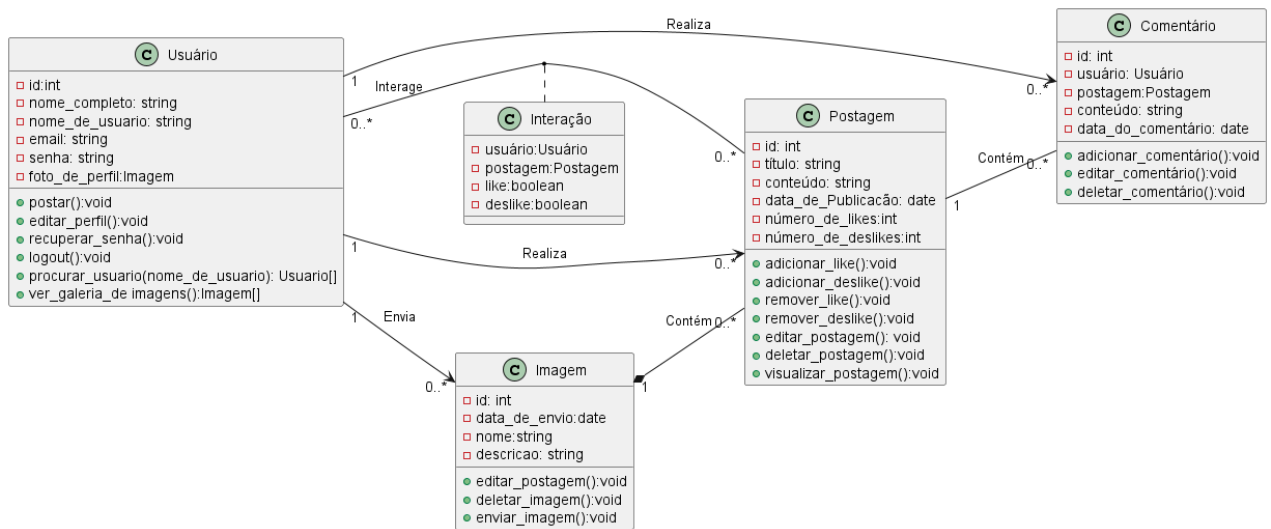 C Usuário
id:int
nome_completo: string
nome_de_usuario: string
email: string
senha: string
foto_de_perfil:Imagem
postar():void
editar_perfil():void
recuperar_senha():void
logout():void
procurar_usuario(nome_de_usuario): Usuario[]
ver_galeria_de imagens():Imagem[]
Realiza
1
0..*
Interage
0..*
0..*
C Interação
usuário:Usuário
postagem:Postagem
like:boolean
deslike:boolean
Realiza
1
0..*
Envia
1
0..*
C Imagem
id: int
data_de_envio:date
nome:string
descricao: string
editar_postagem():void
deletar_imagem():void
enviar_imagem():void
Contém
0..*
1
C Postagem
id: int
título: string
conteúdo: string
data_de_Publicacão: date
número_de_likes:int
número_de_deslikes:int
adicionar_like():void
adicionar_deslike():void
remover_like():void
remover_deslike():void
editar_postagem(): void
deletar_postagem():void
visualizar_postagem():void
Contém
0..*
1
C Comentário
id: int
usuário: Usuário
postagem:Postagem
conteúdo: string
data_do_comentário: date
adicionar_comentário():void
editar_comentário():void
deletar_comentário():void